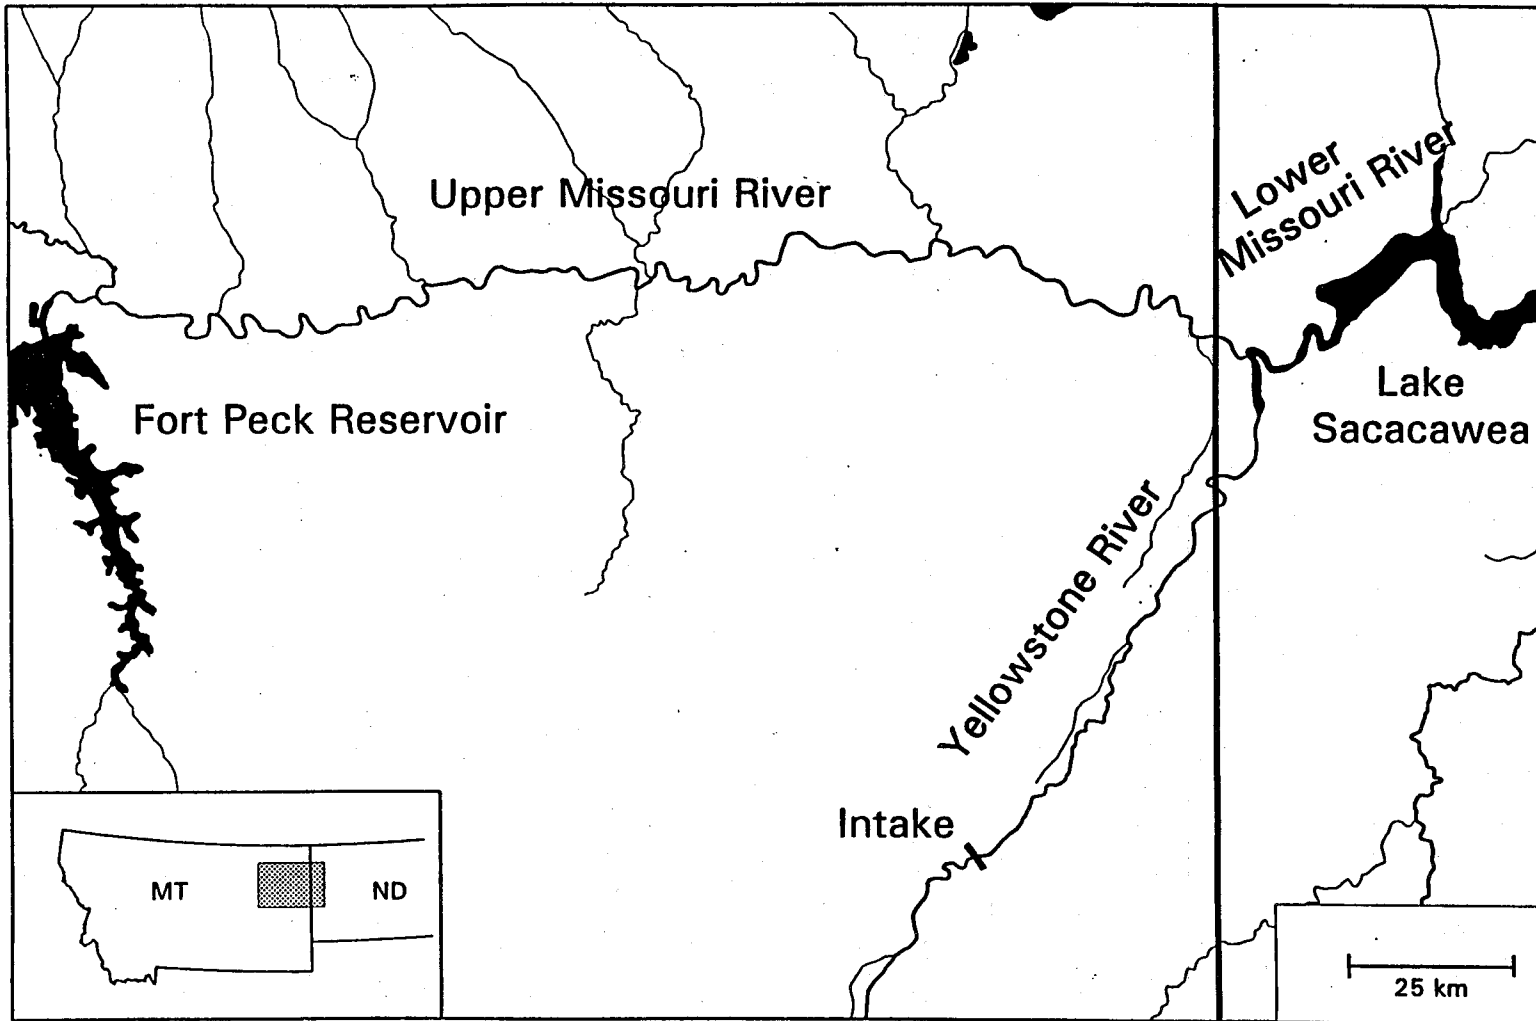 Upper Missouri River
Lower
Missouri River
Fort Peck Reservoir
Lake
Sacacawea
Yellowstone River
Intake
MT
ND
25 km